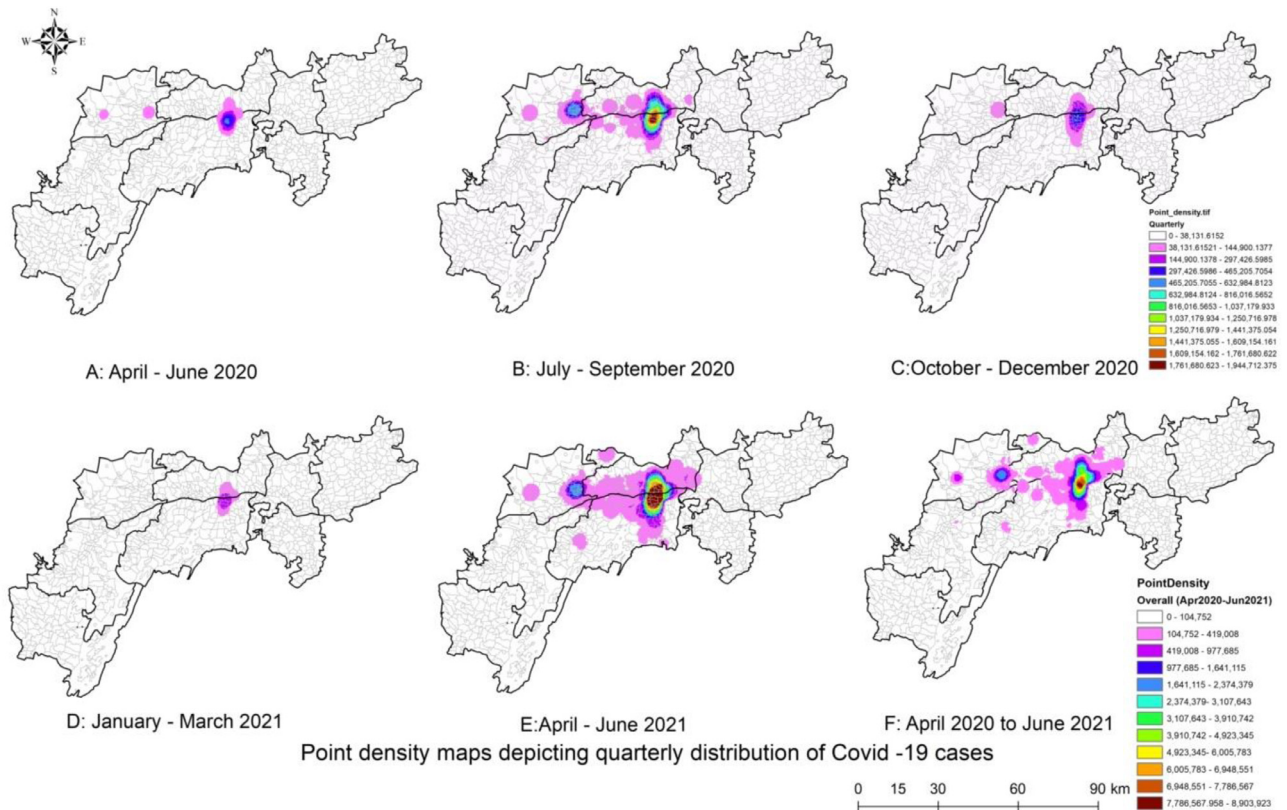 N
W E
S
A: April - June 2020
B: July - September 2020
C:October - December 2020
Point_density.tif
Quarterly
0 - 38,131.6152
38,131.61521 - 144,900.1377
144,900.1378 - 297,426.5985
297,426.5986 - 465,205.7054
465,205.7055 - 632,984.8123
632,984.8124 - 816,016.5652
816,016.5653 - 1,037,179.933
1,037,179.934 - 1,250,716.978
1,250,716.979 - 1,441,375.054
1,441,375.055 - 1,609,154.161
1,609,154.162 - 1,761,680.622
1,761,680.623 - 1,944,712.375
D: January - March 2021
E:April - June 2021
F: April 2020 to June 2021
PointDensity
Overall (Apr2020-Jun2021)
0 - 104,752
104,752 - 419,008
419,008 - 977,685
977,685 - 1,641,115
1,641,115 - 2,374,379
2,374,379- 3,107,643
3,107,643 - 3,910,742
3,910,742 - 4,923,345
4,923,345- 6,005,783
6,005,783 - 6,948,551
6,948,551 - 7,786,567
7,786,567.958 - 8,903,923
Point density maps depicting quarterly distribution of Covid -19 cases
0 15 30 60 90 km